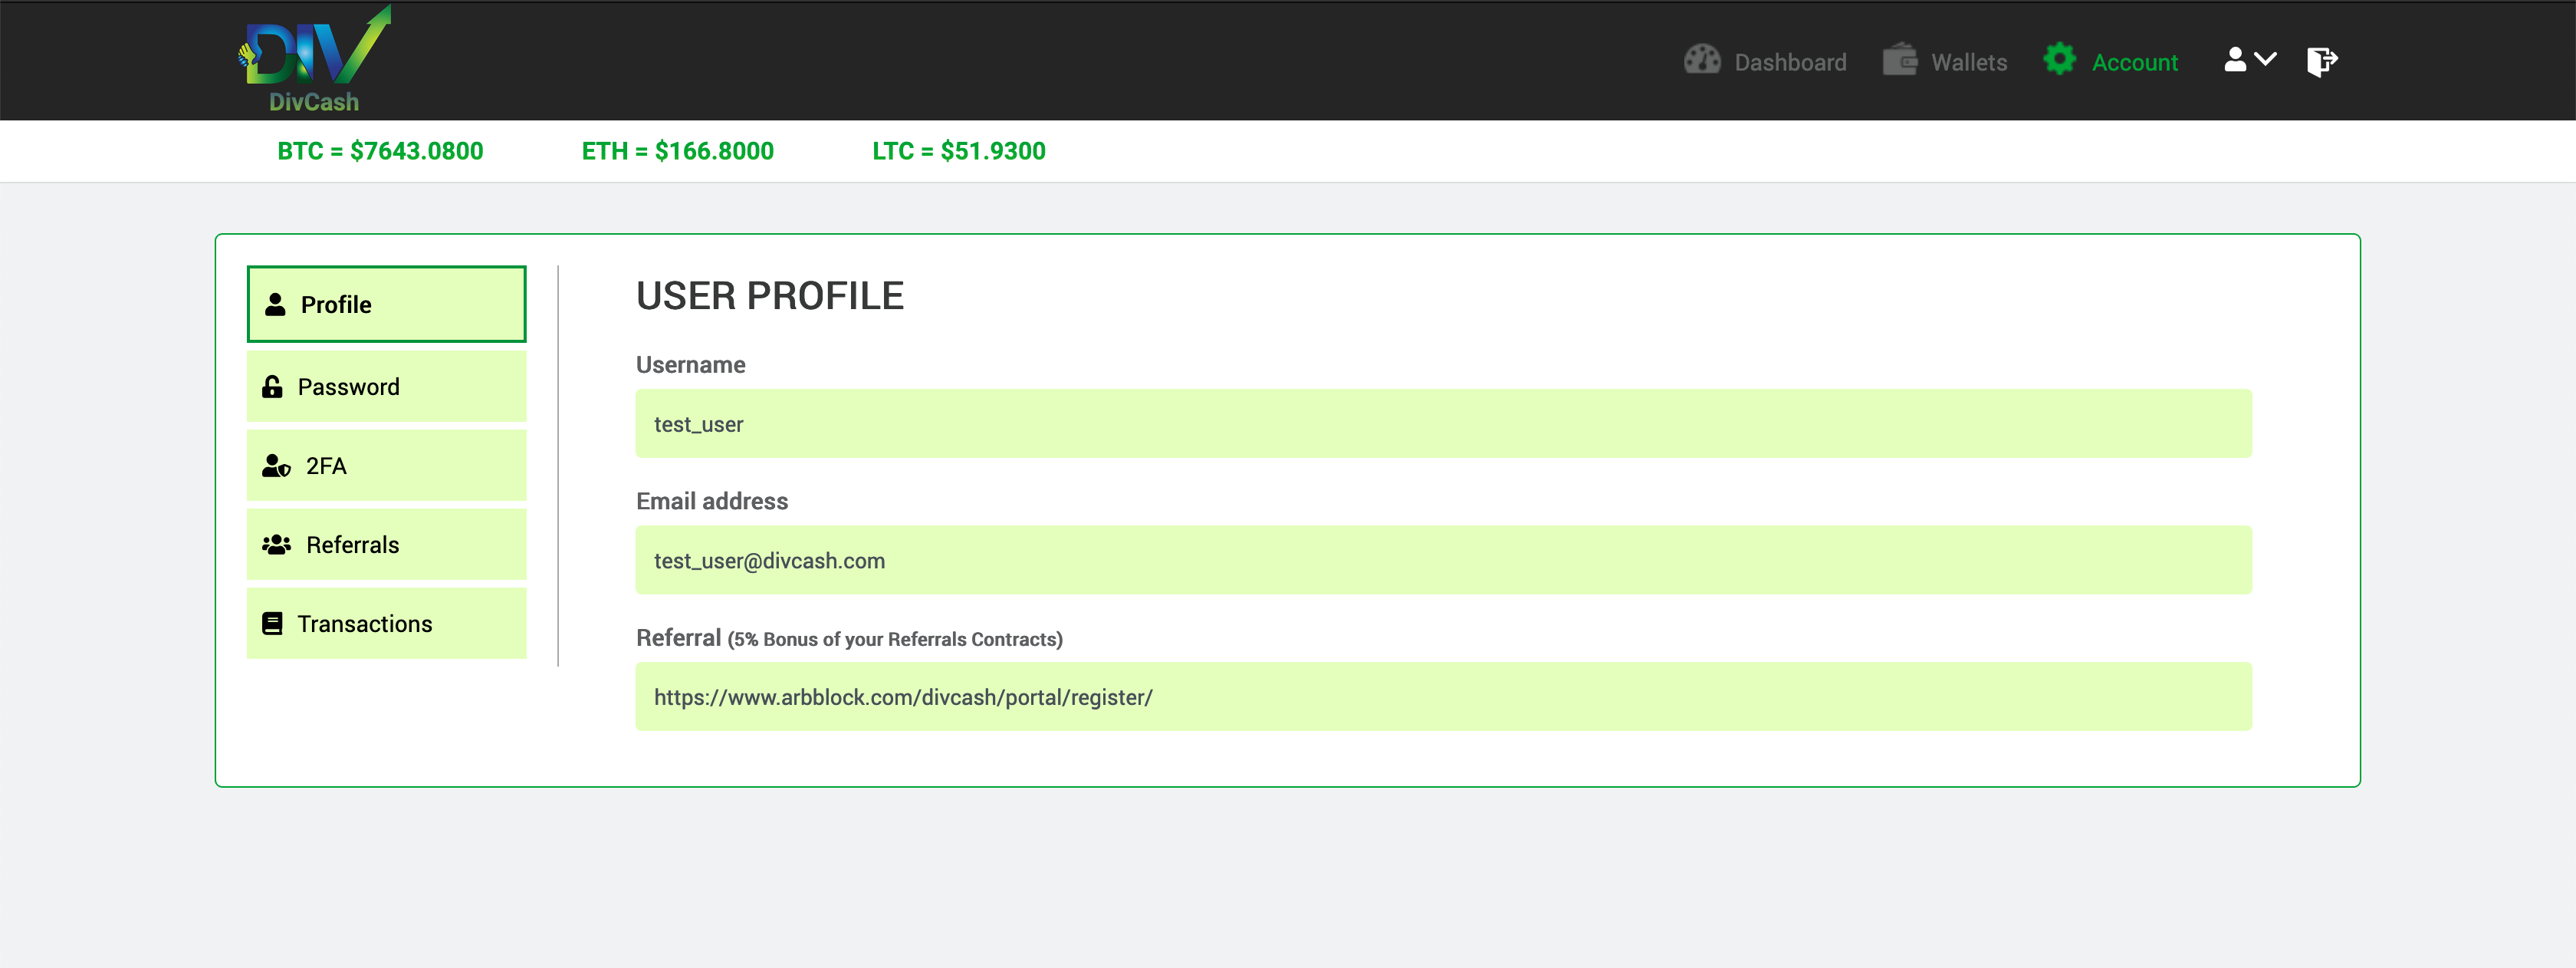 DIV
DivCash
Dashboard
Wallets
Account
BTC = $7643.0800
ETH = $166.8000
LTC = $51.9300
Profile
Password
2FA
Referrals
Transactions
USER PROFILE
Username
test_user
Email address
test_user@divcash.com
Referral (5% Bonus of your Referrals Contracts)
https://www.arbblock.com/divcash/portal/register/